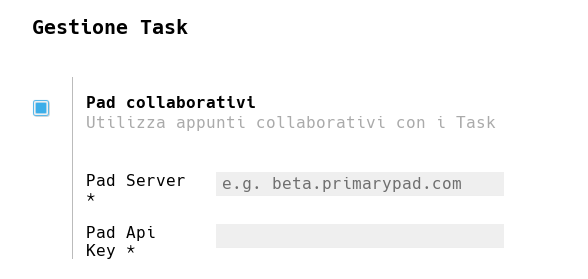 Gestione Task
Pad collaborativi
Utilizza appunti collaborativi con i Task
Pad Server
*
e.g. beta.primarypad.com
Pad Api
Key *